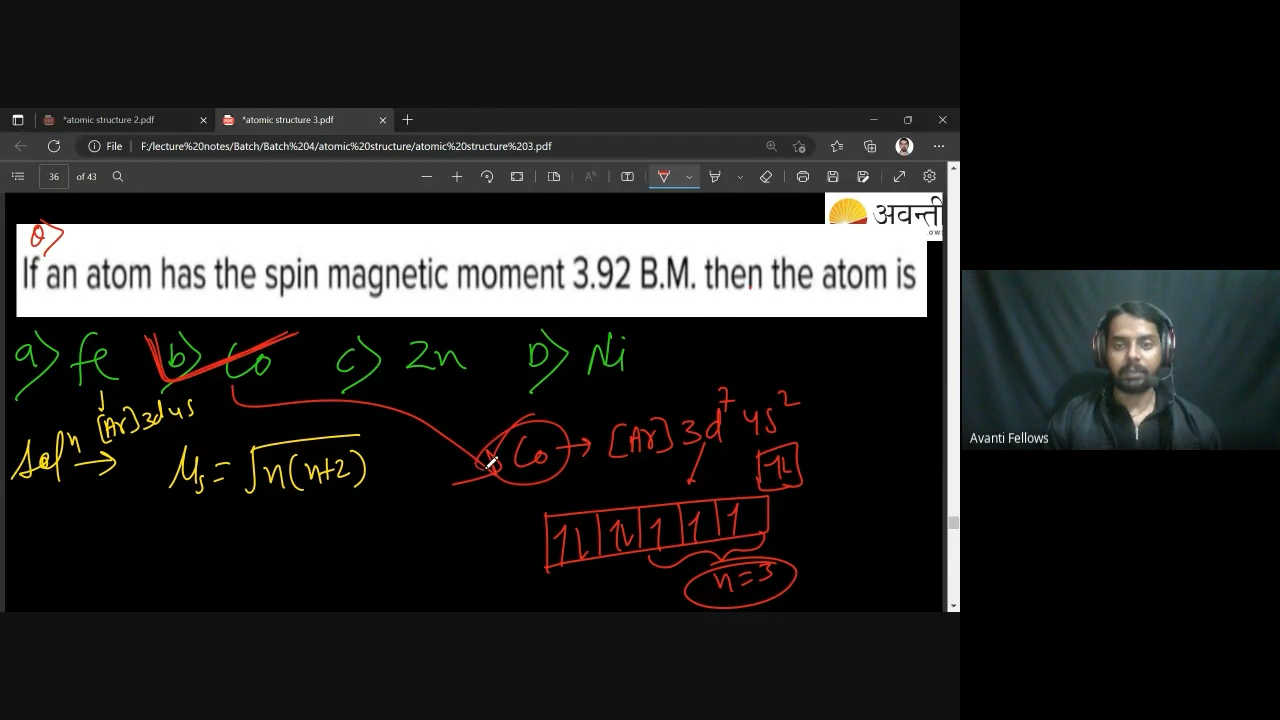 *atomic structure 2.pdf
*atomic structure 3.pdf
File
F:/lecture%20notes/Batch/Batch%204/atomic%20structure/atomic%20structure%203.pdf
36 of 43
अवन्ती
Q>
If an atom has the spin magnetic moment 3.92 B.M. then the atom is
a> Fe b> Co c> Zn D> Ni
[Ar] 3d 4s
Solⁿ → μs = √n(n+2)
Co → [Ar] 3d⁷ 4s²
n=3
Avanti Fellows